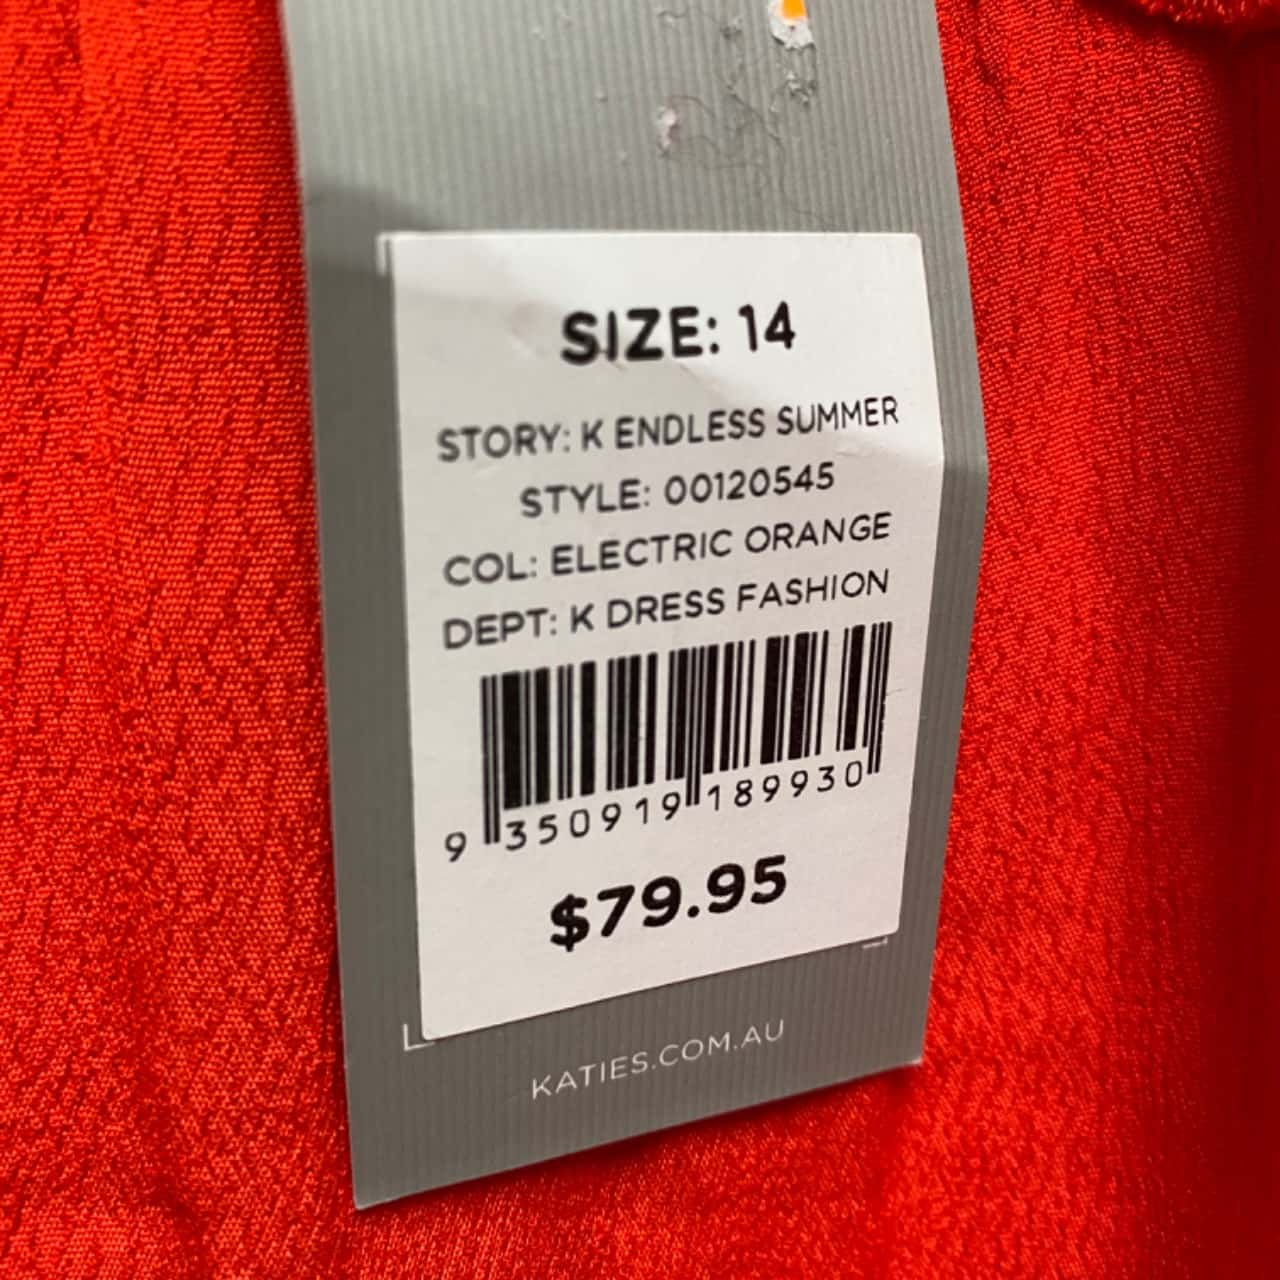 SIZE: 14
STORY: K ENDLESS SUMMER
STYLE: 00120545
COL: ELECTRIC ORANGE
DEPT: K DRESS FASHION
9 350919 189930
$79.95
KATIES.COM.AU